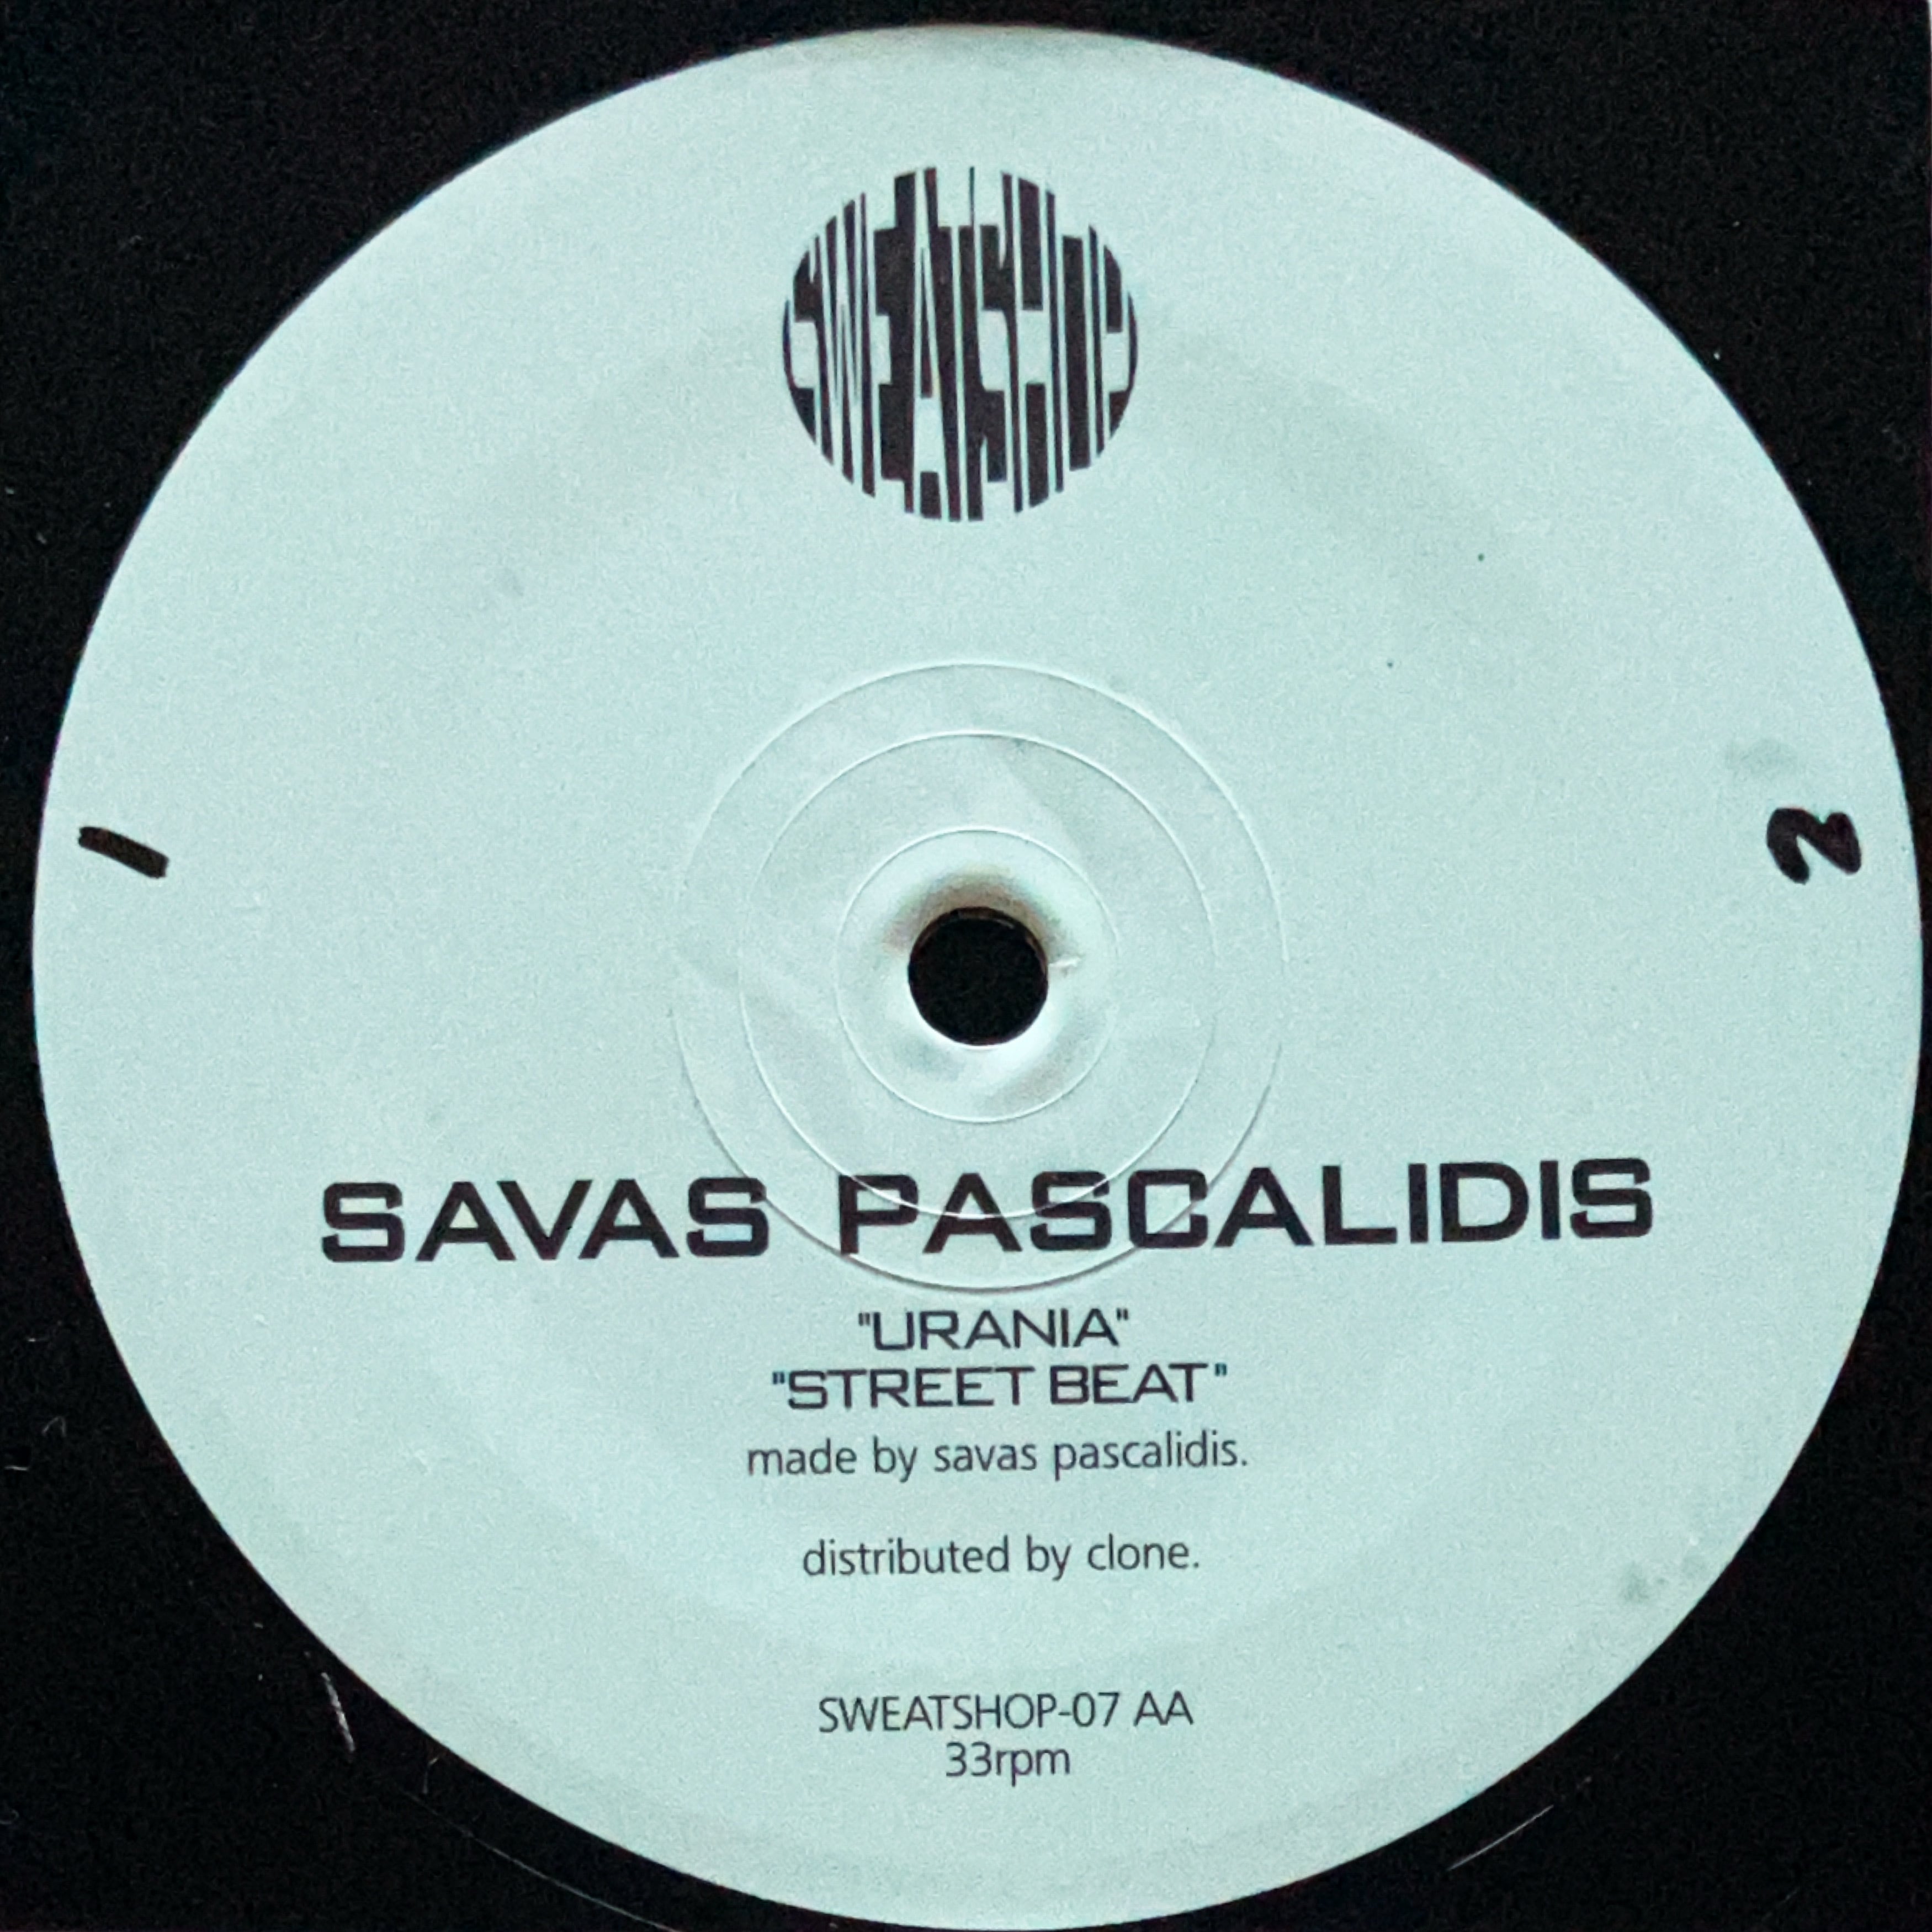 SWEATSHOP
1
2
SAVAS PASCALIDIS
"URANIA"
"STREET BEAT"
made by savas pascalidis.
distributed by clone.
SWEATSHOP-07 AA
33rpm